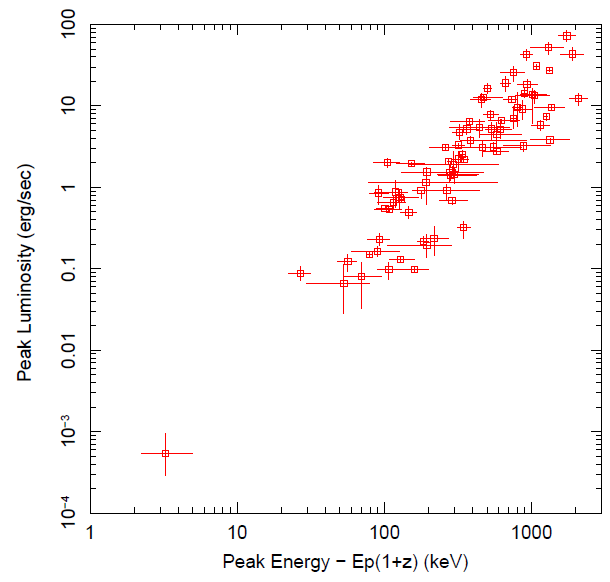 100
10
1
0.1
0.01
10⁻³
10⁻⁴
Peak Luminosity (erg/sec)
1 10 100 1000
Peak Energy − Ep(1+z) (keV)